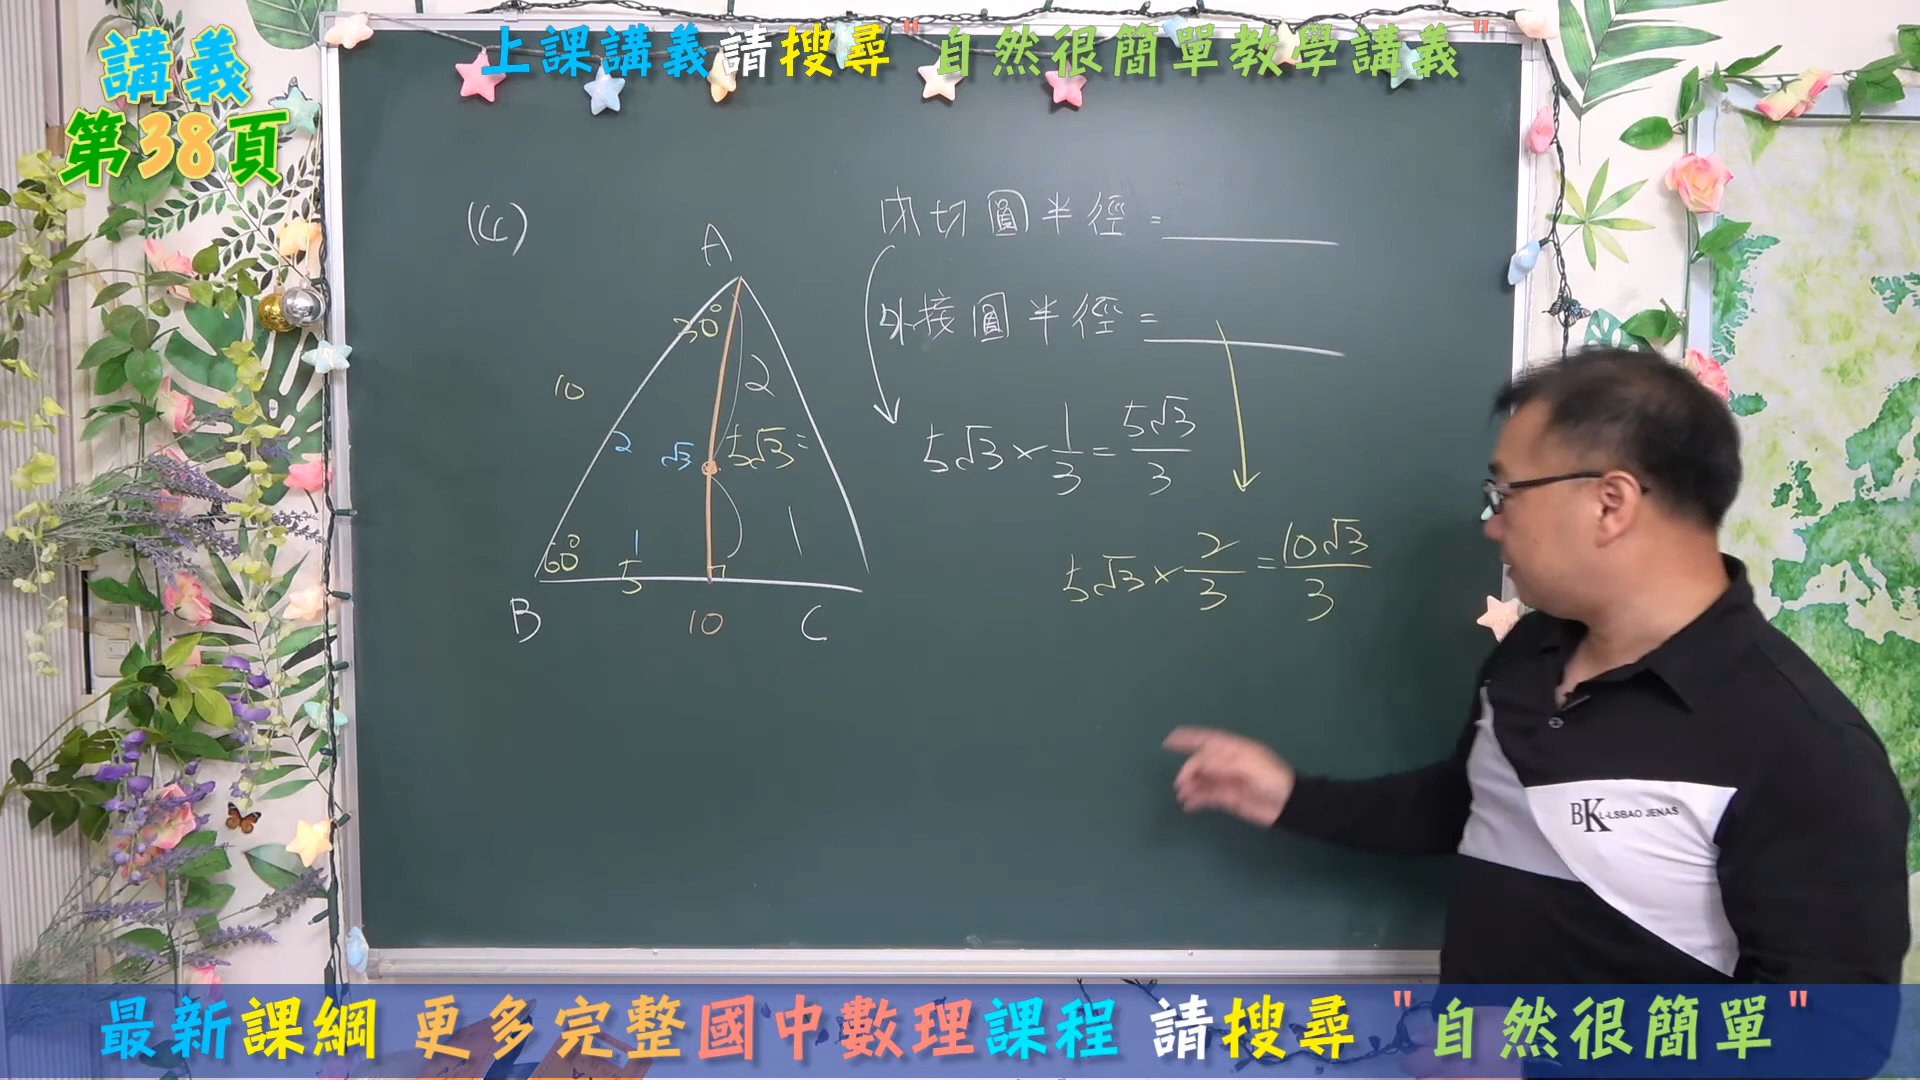 講義
第38頁
上課講義請搜尋"自然很簡單教學講義"
(4)
內切圓半徑=
外接圓半徑=
A
30°
10
2
2
√3
5√3=
5√3×1/3=5√3/3
1
1
60°
5
5√3×2/3=10√3/3
B
10
C
BK L-LSBAO JENAS
最新課綱 更多完整國中數理課程 請搜尋"自然很簡單"